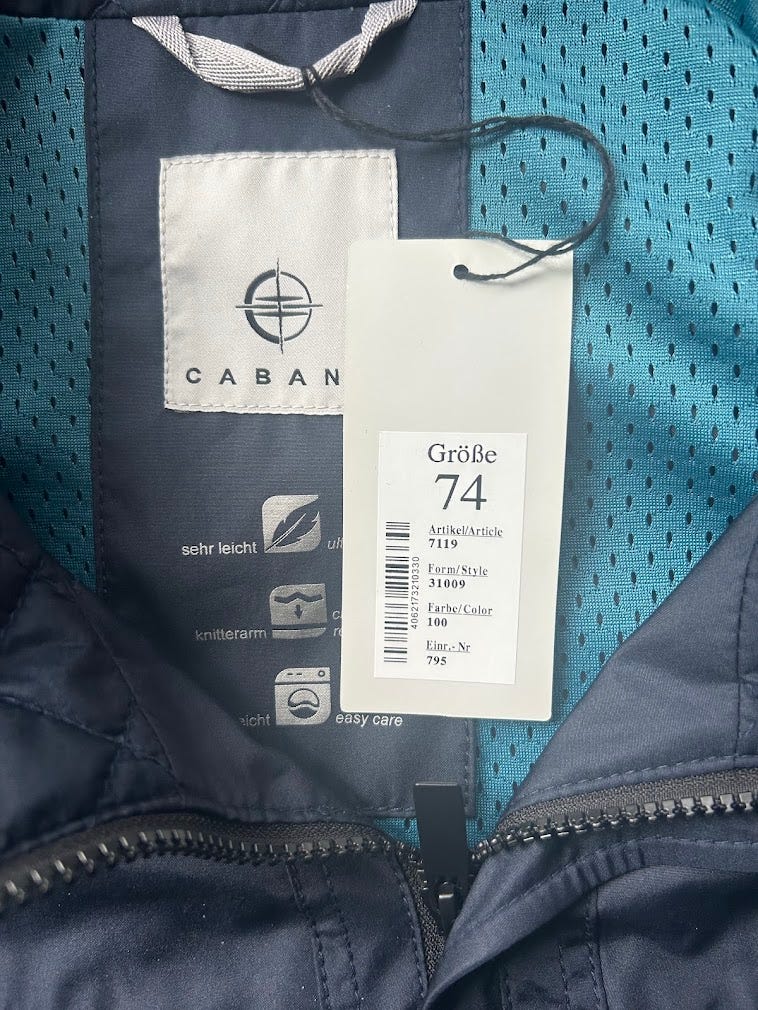 CABAN
Größe
74
Artikel/Article
7119
Form/Style
31009
Farbe/Color
100
Einr.- Nr
795
4062173210330
sehr leicht
knitterarm
easy care